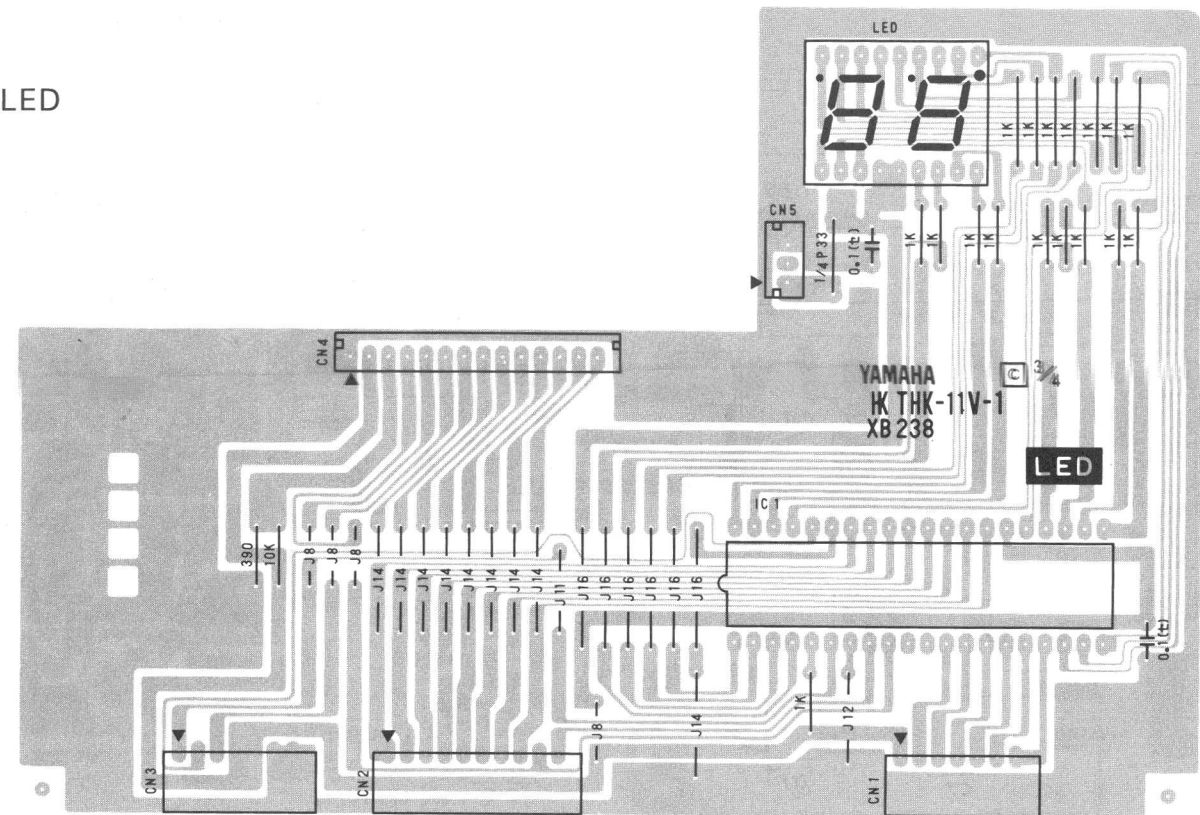 LED
LED
1K 1K 1K 1K 1K 1K 1K
CN5
1/4P33
0.1(t)
1K 1K 1K 1K 1K 1K 1K 1K 1K
CN4
YAMAHA
© 3/4
THK-11V-1
XB238
LED
IC1
390
10K
J8 J8 J8
J14 J14 J14 J14 J14 J14 J14 J14
J11
J16 J16 J16 J16 J16 J16
0.1(t)
J8
J14
1K
J12
CN3
CN2
CN1